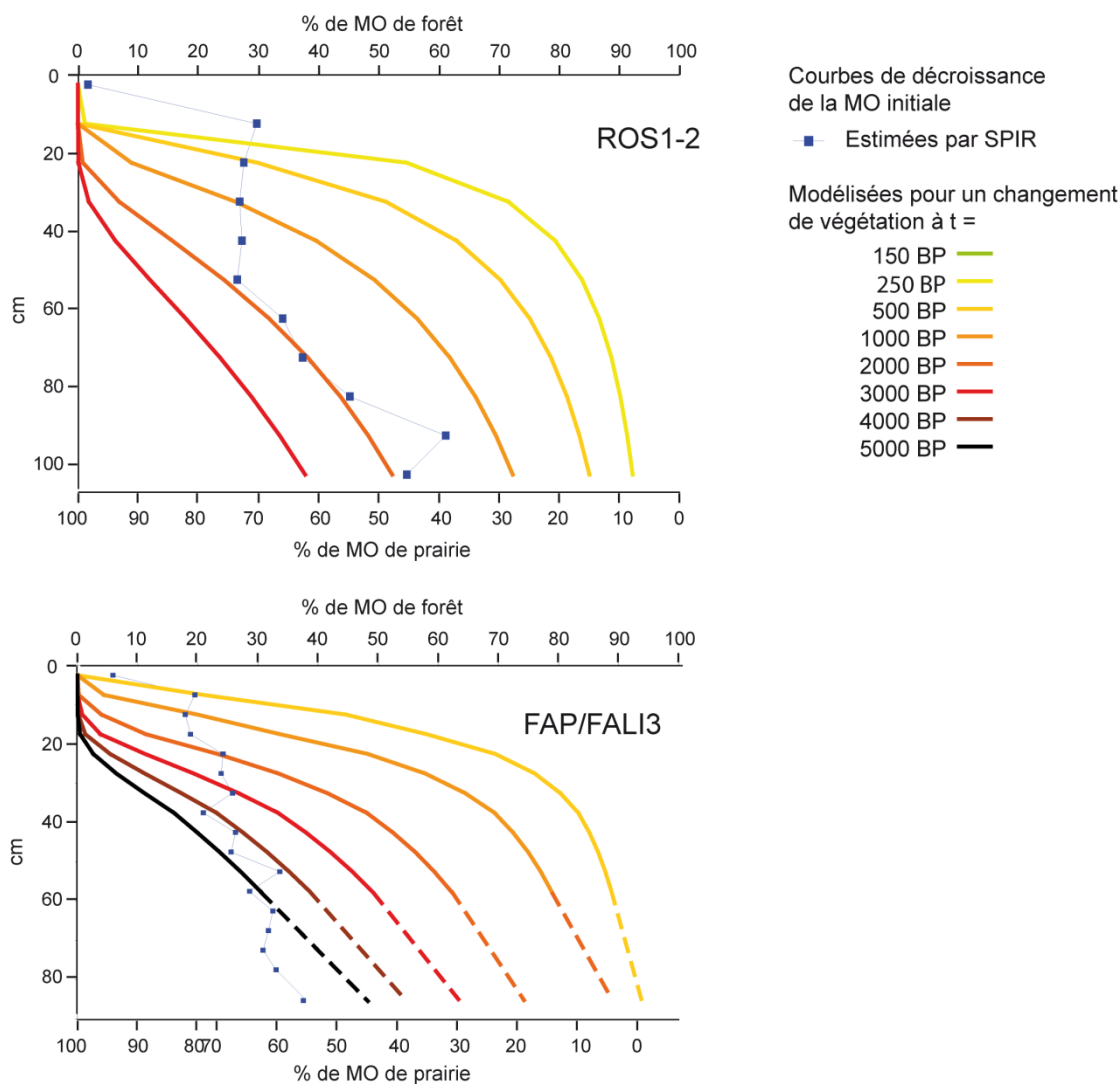 % de MO de forêt
0 10 20 30 40 50 60 70 80 90 100
0
20
40
60
80
100
cm
ROS1-2
100 90 80 70 60 50 40 30 20 10 0
% de MO de prairie
Courbes de décroissance
de la MO initiale
Estimées par SPIR
Modélisées pour un changement
de végétation à t =
150 BP
250 BP
500 BP
1000 BP
2000 BP
3000 BP
4000 BP
5000 BP
% de MO de forêt
0 10 20 30 40 50 60 70 80 90 100
0
20
40
60
80
cm
FAP/FALI3
100 90 80 70 60 50 40 30 20 10 0
% de MO de prairie